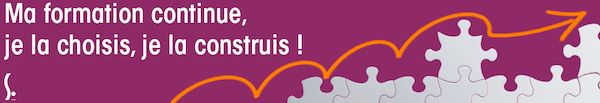 Ma formation continue,
je la choisis, je la construis !